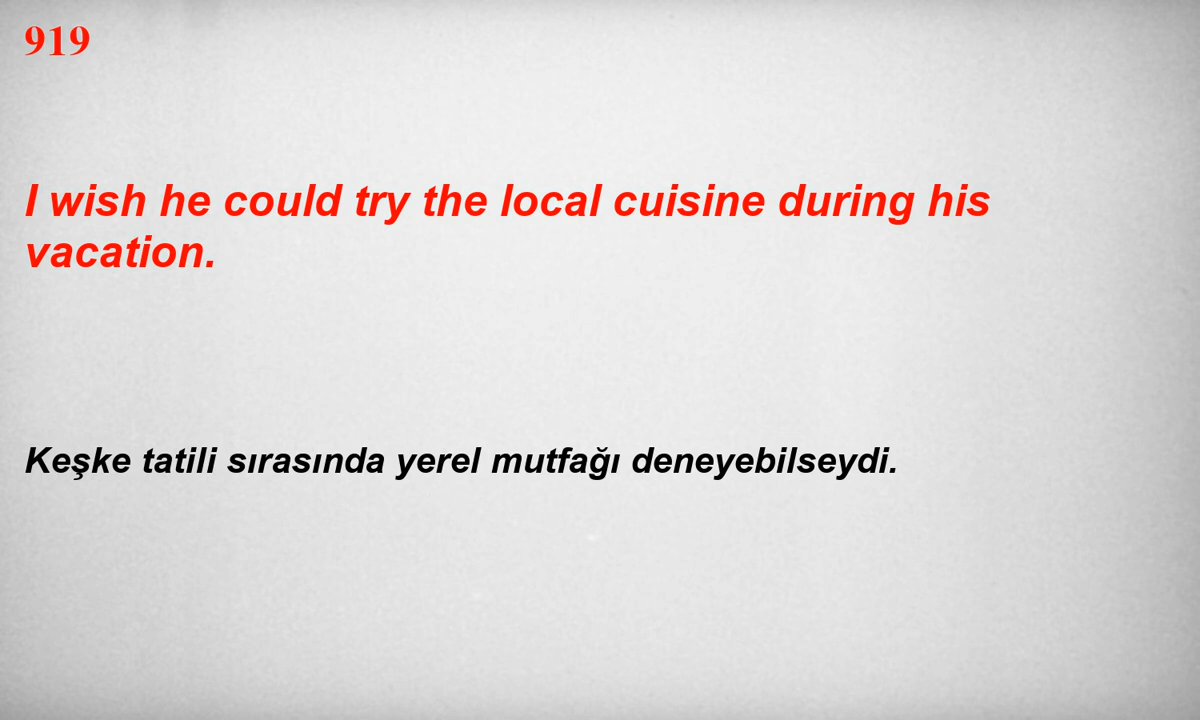 919
I wish he could try the local cuisine during his
vacation.
Keşke tatili sırasında yerel mutfağı deneyebilseydi.